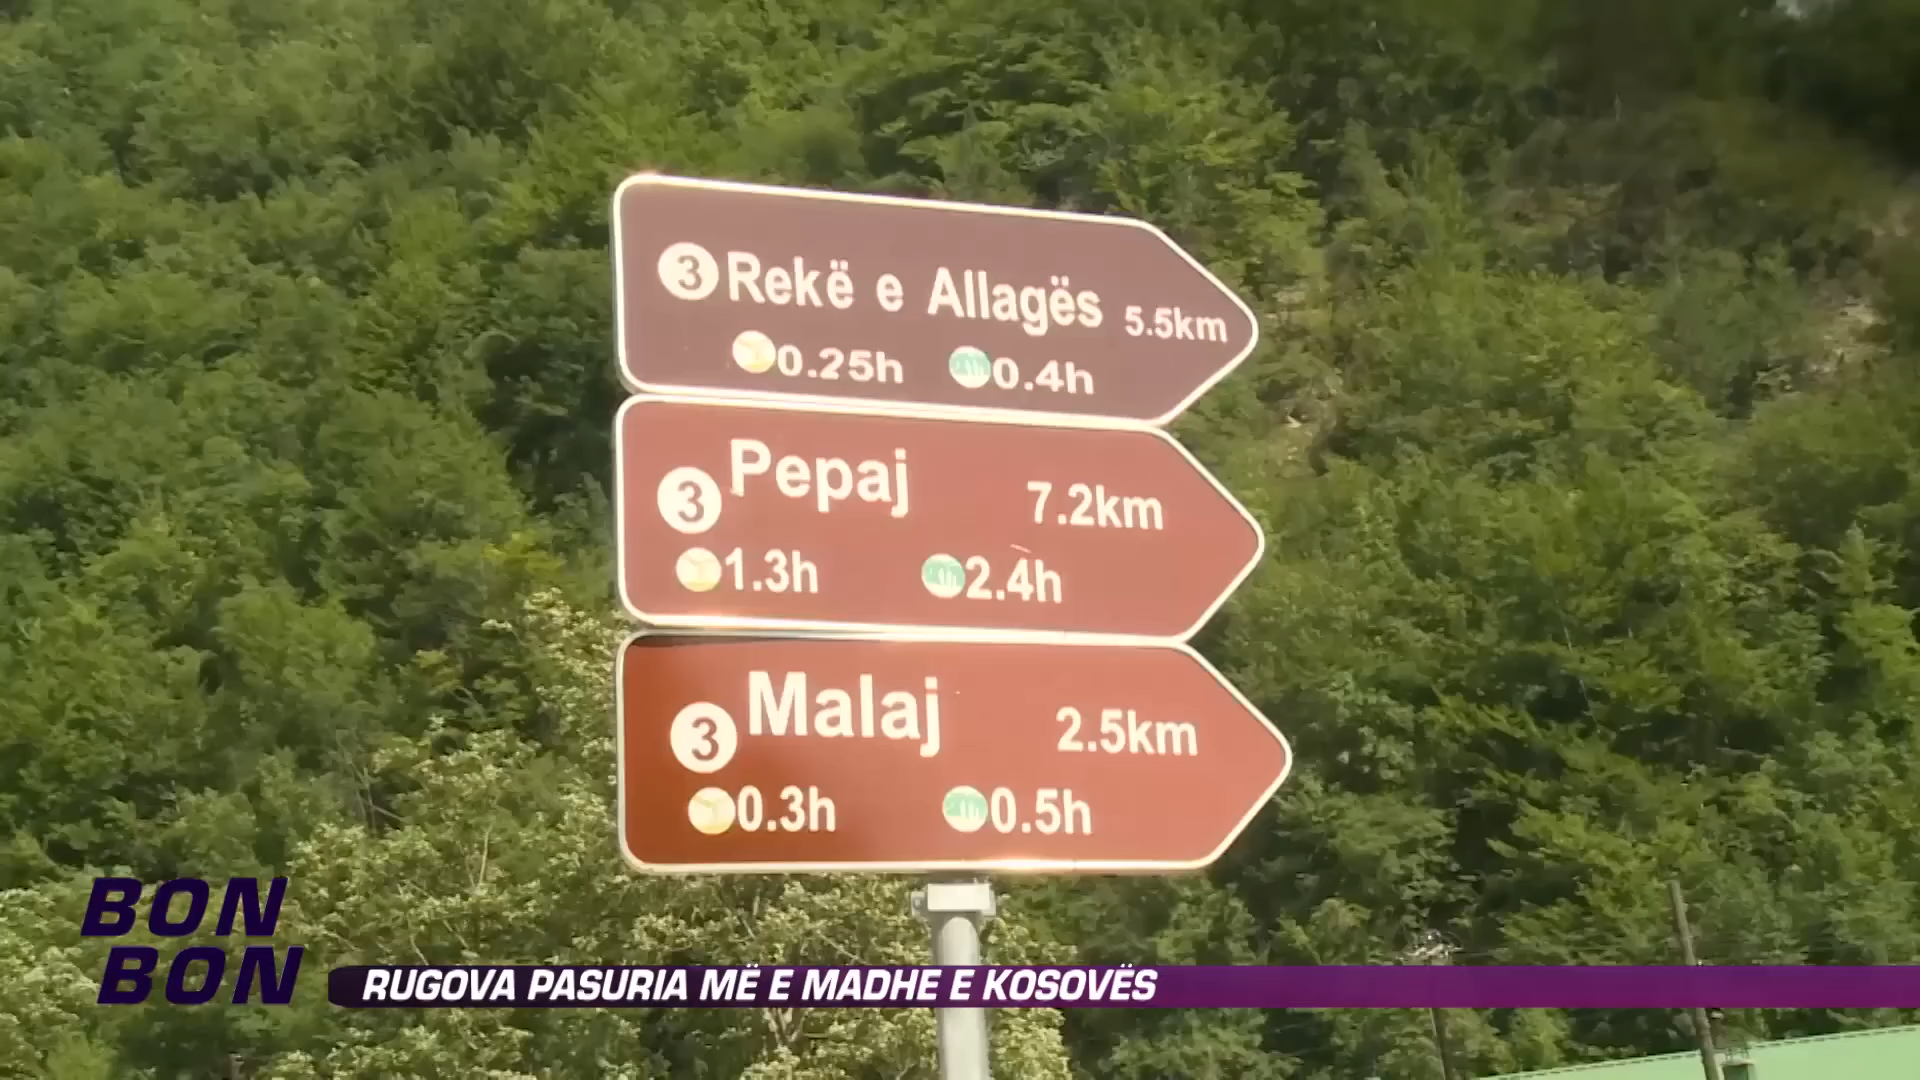 3 Rekë e Allagës 5.5km
0.25h 0.4h
3 Pepaj 7.2km
1.3h 2.4h
3 Malaj 2.5km
0.3h 0.5h
BON
BON
RUGOVA PASURIA MË E MADHE E KOSOVËS